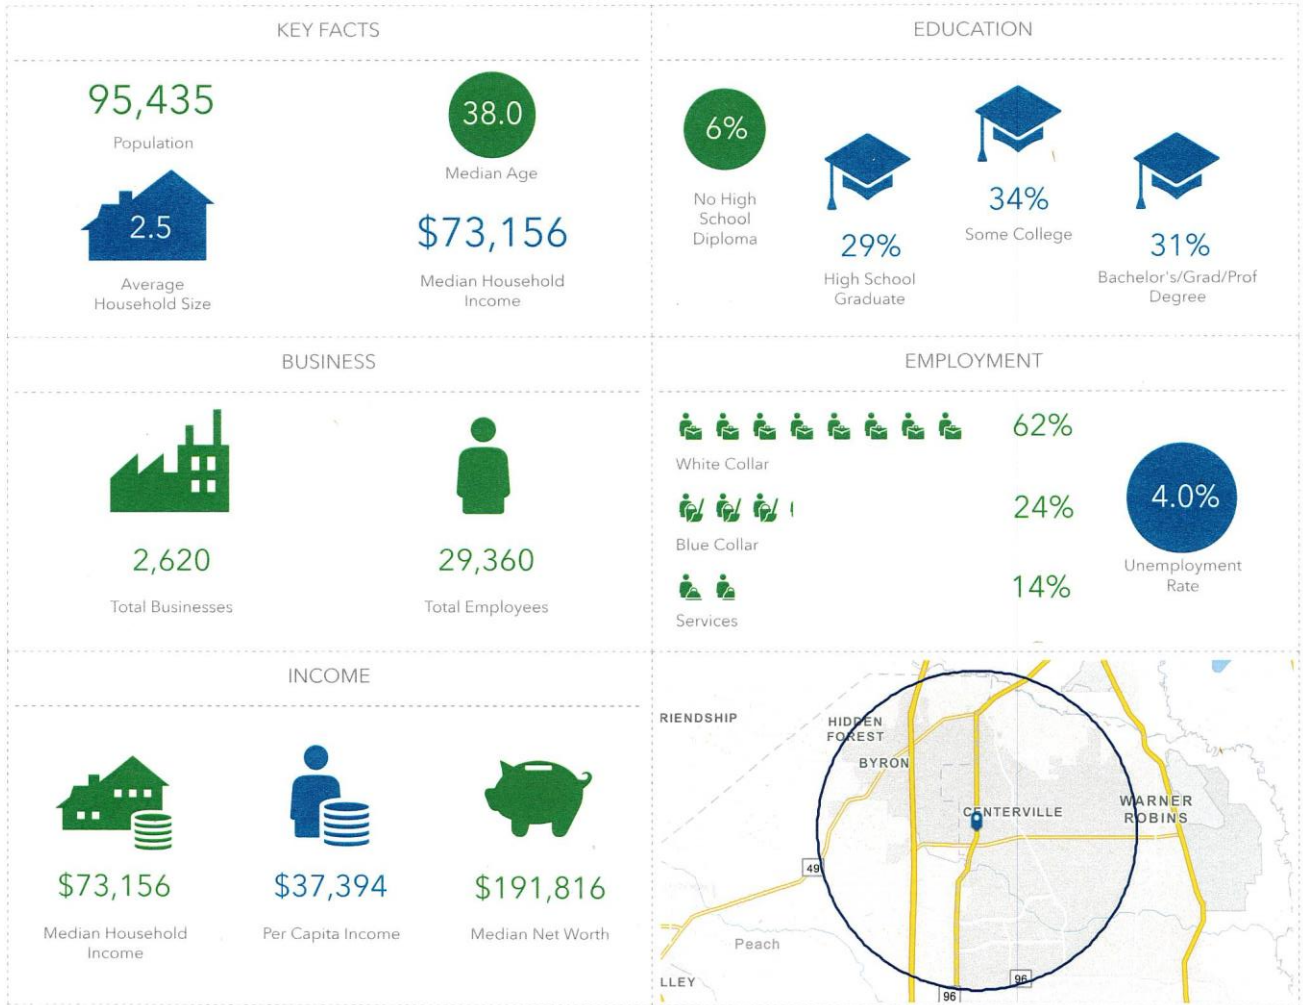 KEY FACTS
95,435
Population
38.0
Median Age
2.5
Average
Household Size
$73,156
Median Household
Income
EDUCATION
6%
No High
School
Diploma
29%
High School
Graduate
34%
Some College
31%
Bachelor's/Grad/Prof
Degree
BUSINESS
2,620
Total Businesses
29,360
Total Employees
EMPLOYMENT
62%
White Collar
24%
Blue Collar
14%
Services
4.0%
Unemployment
Rate
INCOME
$73,156
Median Household
Income
$37,394
Per Capita Income
$191,816
Median Net Worth
RIENDSHIP
HIDDEN
FOREST
BYRON
CENTERVILLE
WARNER
ROBINS
49
Peach
LLEY
96
96